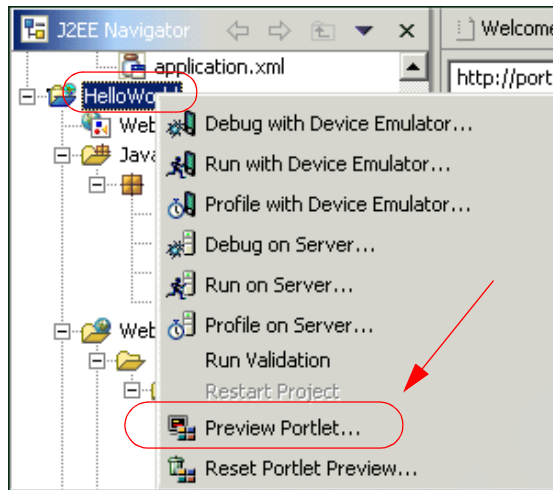 J2EE Navigator
Welcome
application.xml
http://port
HelloWorld
Web
Debug with Device Emulator...
Java
Run with Device Emulator...
Profile with Device Emulator...
Debug on Server...
Run on Server...
Web
Profile on Server...
Run Validation
Restart Project
Preview Portlet...
Reset Portlet Preview...